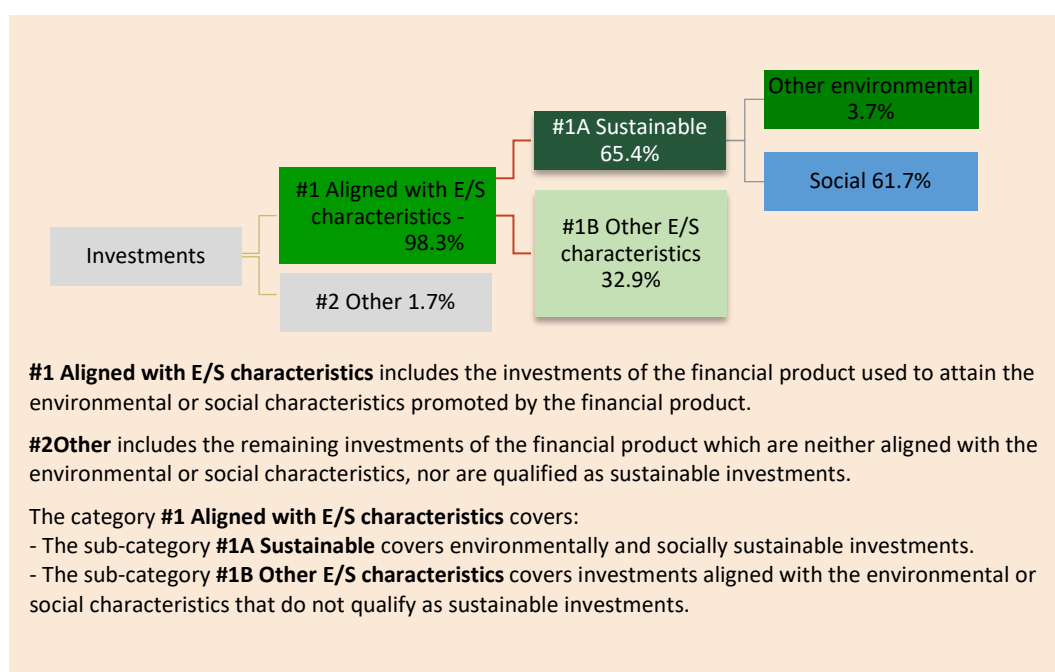 Investments
#1 Aligned with E/S
characteristics -
98.3%
#2 Other 1.7%
#1A Sustainable
65.4%
#1B Other E/S
characteristics
32.9%
Other environmental
3.7%
Social 61.7%
#1 Aligned with E/S characteristics includes the investments of the financial product used to attain the
environmental or social characteristics promoted by the financial product.
#2Other includes the remaining investments of the financial product which are neither aligned with the
environmental or social characteristics, nor are qualified as sustainable investments.
The category #1 Aligned with E/S characteristics covers:
- The sub-category #1A Sustainable covers environmentally and socially sustainable investments.
- The sub-category #1B Other E/S characteristics covers investments aligned with the environmental or
social characteristics that do not qualify as sustainable investments.